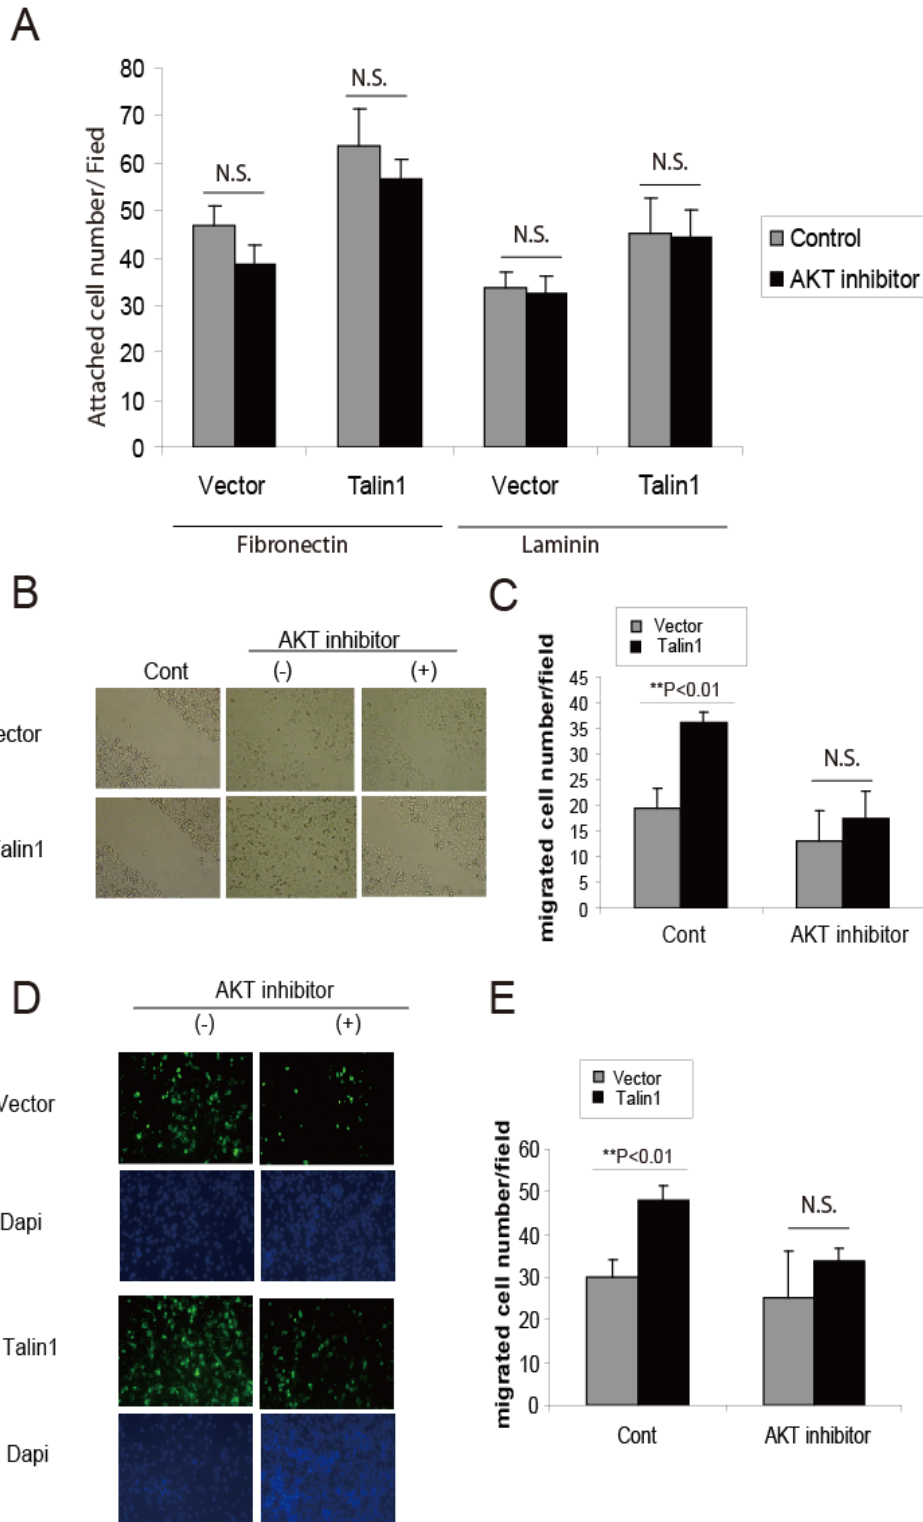 A
80
70
60
50
40
30
20
10
0
Attached cell number/ Fied
N.S.
N.S.
N.S.
N.S.
Control
AKT inhibitor
Vector Talin1 Vector Talin1
Fibronectin Laminin
B
AKT inhibitor
Cont (-) (+)
ector
Talin1
C
Vector
Talin1
migrated cell number/field
45
40
35
30
25
20
15
10
5
0
**P<0.01
N.S.
Cont AKT inhibitor
D
AKT inhibitor
(-) (+)
Vector
Dapi
Talin1
Dapi
E
Vector
Talin1
migrated cell number/field
60
50
40
30
20
10
0
**P<0.01
N.S.
Cont AKT inhibitor